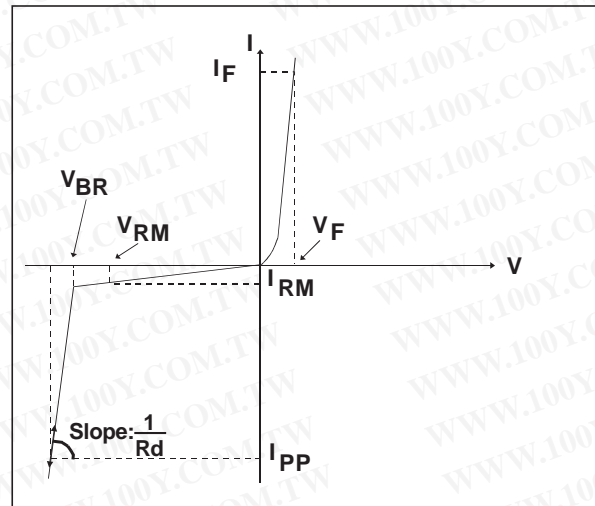 I
I F
V BR
V RM
V F
V
I RM
Slope: 1/Rd
I PP
WWW.100Y.COM.TW